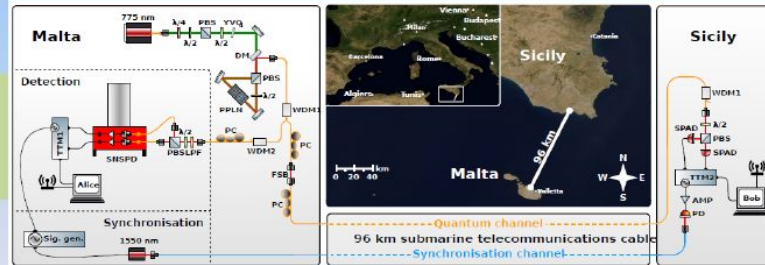 Malta
775 nm
λ/4
PBS
YVO₄
λ/2
λ/2
DM
PBS
λ/2
PPLN
WDM1
Detection
TTM1
SNSPD
λ/2
PBS
LPF
PC
WDM2
PC
FSB
PC
Alice
Synchronisation
Sig. gen.
1550 nm
Vienna
Budapest
Milan
Bucharest
Barcelona
Rome
Algiers
Tunis
Sicily
Catania
96 km
Malta
Valletta
0 20 40
km
N
W E
S
Quantum channel
96 km submarine telecommunications cable
Synchronisation channel
Sicily
WDM1
λ/2
SPAD
PBS
SPAD
TTM2
AMP
PD
Bob